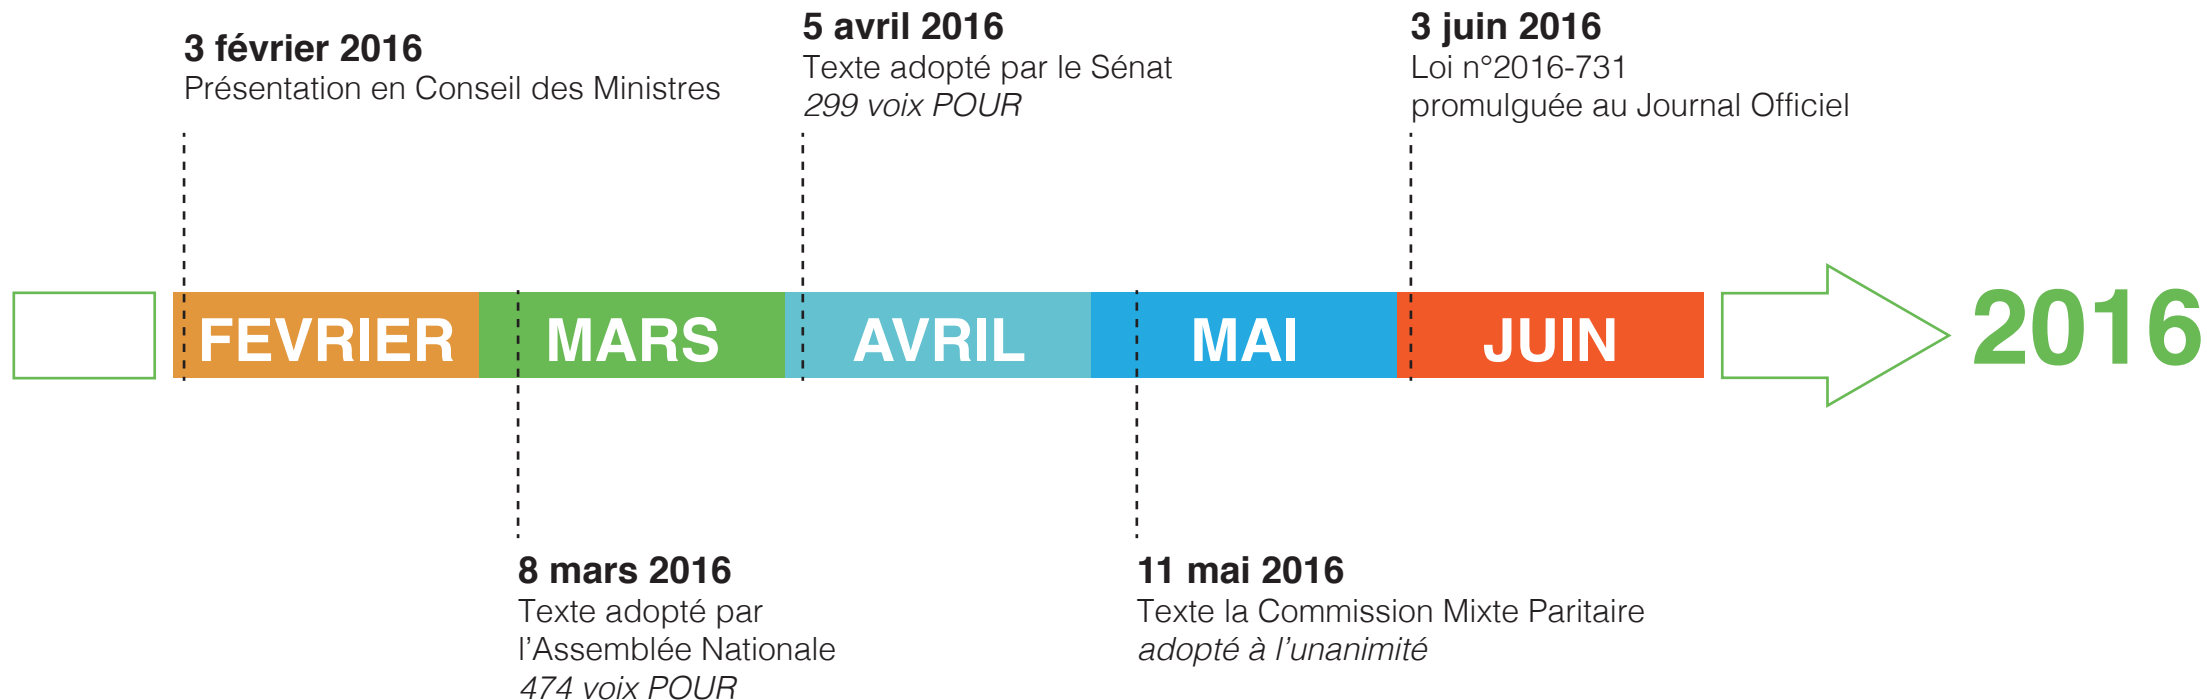 3 février 2016
Présentation en Conseil des Ministres
5 avril 2016
Texte adopté par le Sénat
299 voix POUR
3 juin 2016
Loi n°2016-731
promulguée au Journal Officiel
FEVRIER
MARS
AVRIL
MAI
JUIN
2016
8 mars 2016
Texte adopté par
l’Assemblée Nationale
474 voix POUR
11 mai 2016
Texte la Commission Mixte Paritaire
adopté à l’unanimité